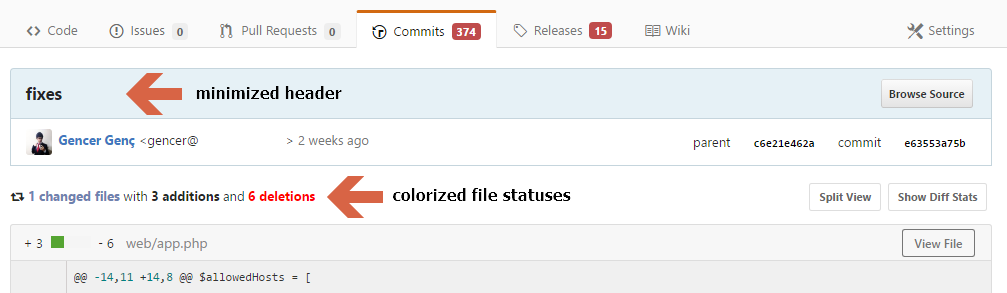 Code Issues 0 Pull Requests 0 Commits 374 Releases 15 Wiki Settings
fixes minimized header Browse Source
Gencer Genç <gencer@ > 2 weeks ago parent c6e21e462a commit e63553a75b
1 changed files with 3 additions and 6 deletions colorized file statuses Split View Show Diff Stats
+ 3 - 6 web/app.php View File
@@ -14,11 +14,8 @@ $allowedHosts = [